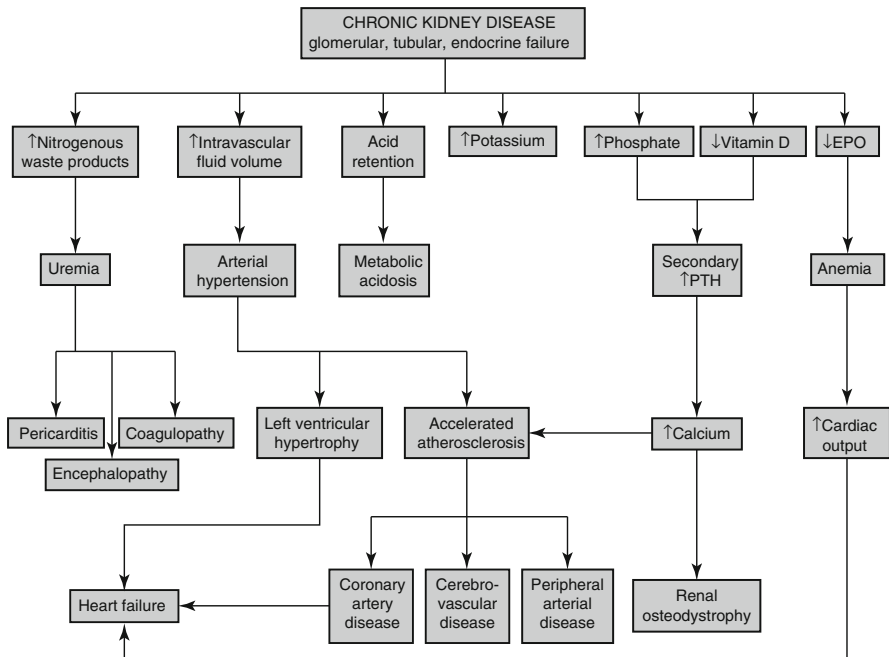 CHRONIC KIDNEY DISEASE
glomerular, tubular, endocrine failure
↑Nitrogenous
waste products
↑Intravascular
fluid volume
Acid
retention
↑Potassium
↑Phosphate
↓Vitamin D
↓EPO
Uremia
Arterial
hypertension
Metabolic
acidosis
Secondary
↑PTH
Anemia
Pericarditis
Coagulopathy
Encephalopathy
Left ventricular
hypertrophy
Accelerated
atherosclerosis
↑Calcium
↑Cardiac
output
Heart failure
Coronary
artery
disease
Cerebro-
vascular
disease
Peripheral
arterial
disease
Renal
osteodystrophy